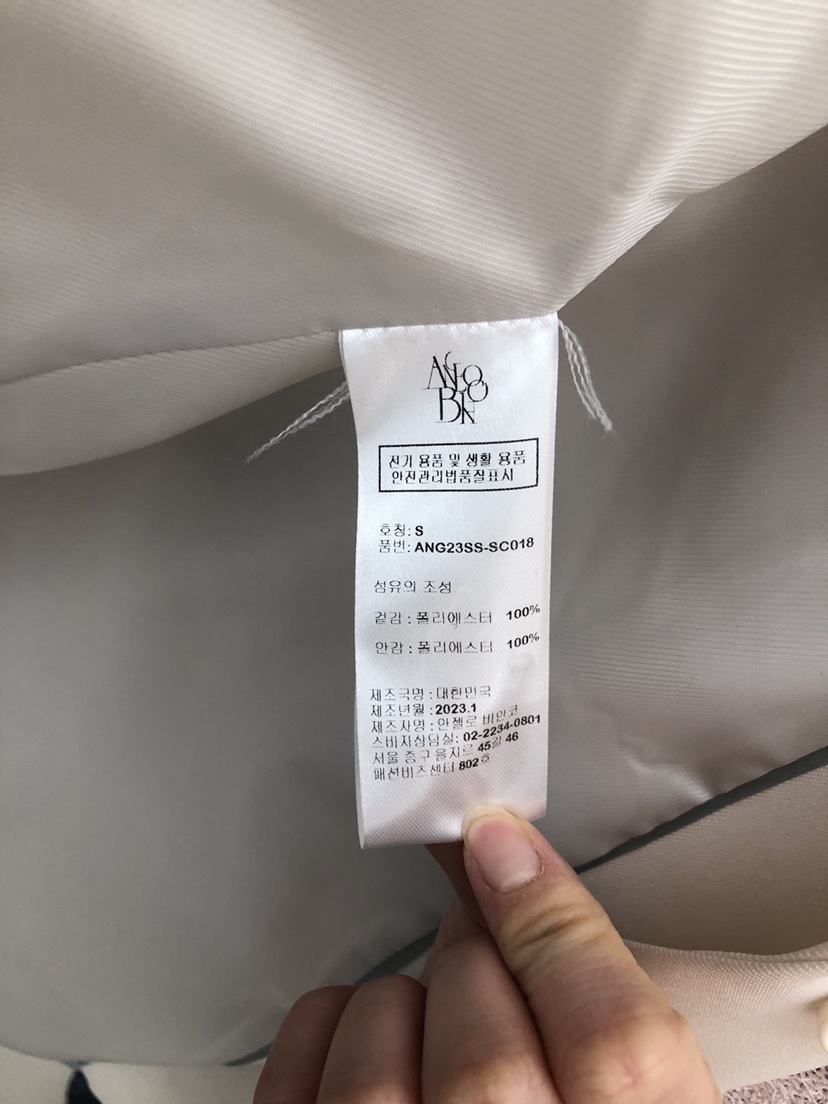 전기 용품 및 생활 용품
안전관리법품질표시
호칭: S
품번: ANG23SS-SC018
섬유의 조성
겉감 : 폴리에스터 100%
안감 : 폴리에스터 100%
제조국명 : 대한민국
제조년월 : 2023.1
제조사명 : 안젤로 비안코
소비자상담실: 02-2234-0801
서울 중구 을지로 45길 46
패션비즈센터 802호